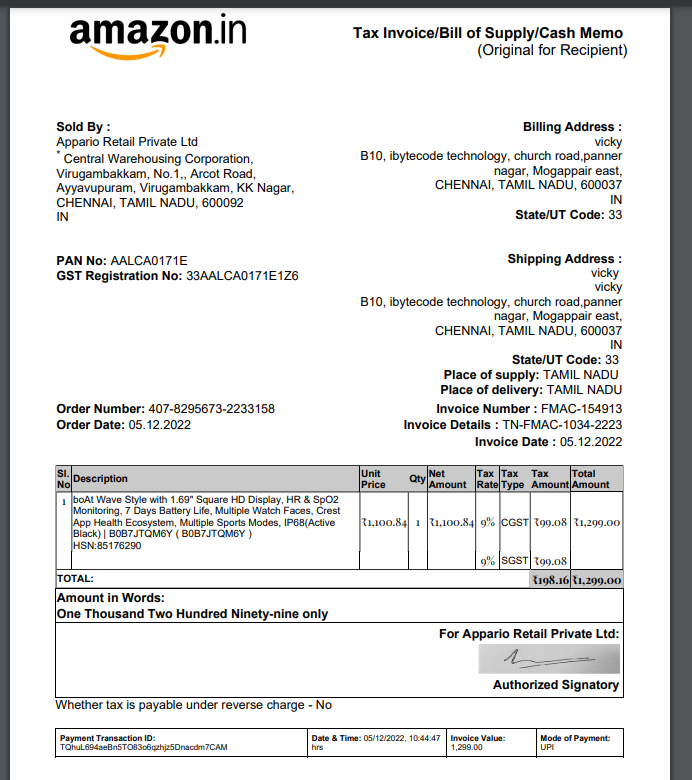 amazon.in
Tax Invoice/Bill of Supply/Cash Memo
(Original for Recipient)
Sold By :
Appario Retail Private Ltd
* Central Warehousing Corporation,
Virugambakkam, No.1,, Arcot Road,
Ayyavupuram, Virugambakkam, KK Nagar,
CHENNAI, TAMIL NADU, 600092
IN
Billing Address :
vicky
B10, ibytecode technology, church road,panner
nagar, Mogappair east,
CHENNAI, TAMIL NADU, 600037
IN
State/UT Code: 33
PAN No: AALCA0171E
GST Registration No: 33AALCA0171E1Z6
Shipping Address :
vicky
vicky
B10, ibytecode technology, church road,panner
nagar, Mogappair east,
CHENNAI, TAMIL NADU, 600037
IN
State/UT Code: 33
Place of supply: TAMIL NADU
Place of delivery: TAMIL NADU
Order Number: 407-8295673-2233158
Order Date: 05.12.2022
Invoice Number : FMAC-154913
Invoice Details : TN-FMAC-1034-2223
Invoice Date : 05.12.2022
Sl. No Description Unit Price Qty Net Amount Tax Rate Tax Type Tax Amount Total Amount
1 boAt Wave Style with 1.69" Square HD Display, HR & SpO2
Monitoring, 7 Days Battery Life, Multiple Watch Faces, Crest
App Health Ecosystem, Multiple Sports Modes, IP68(Active ₹1,100.84 1 ₹1,100.84 9% CGST ₹99.08 ₹1,299.00
Black) | B0B7JTQM6Y ( B0B7JTQM6Y )
HSN:85176290
9% SGST ₹99.08
TOTAL: ₹198.16 ₹1,299.00
Amount in Words:
One Thousand Two Hundred Ninety-nine only
For Appario Retail Private Ltd:
Authorized Signatory
Whether tax is payable under reverse charge - No
Payment Transaction ID:
TQhuL694aeBn5TO83o6qzhjz5Dnacdm7CAM
Date & Time: 05/12/2022, 10:44:47
hrs
Invoice Value:
1,299.00
Mode of Payment:
UPI